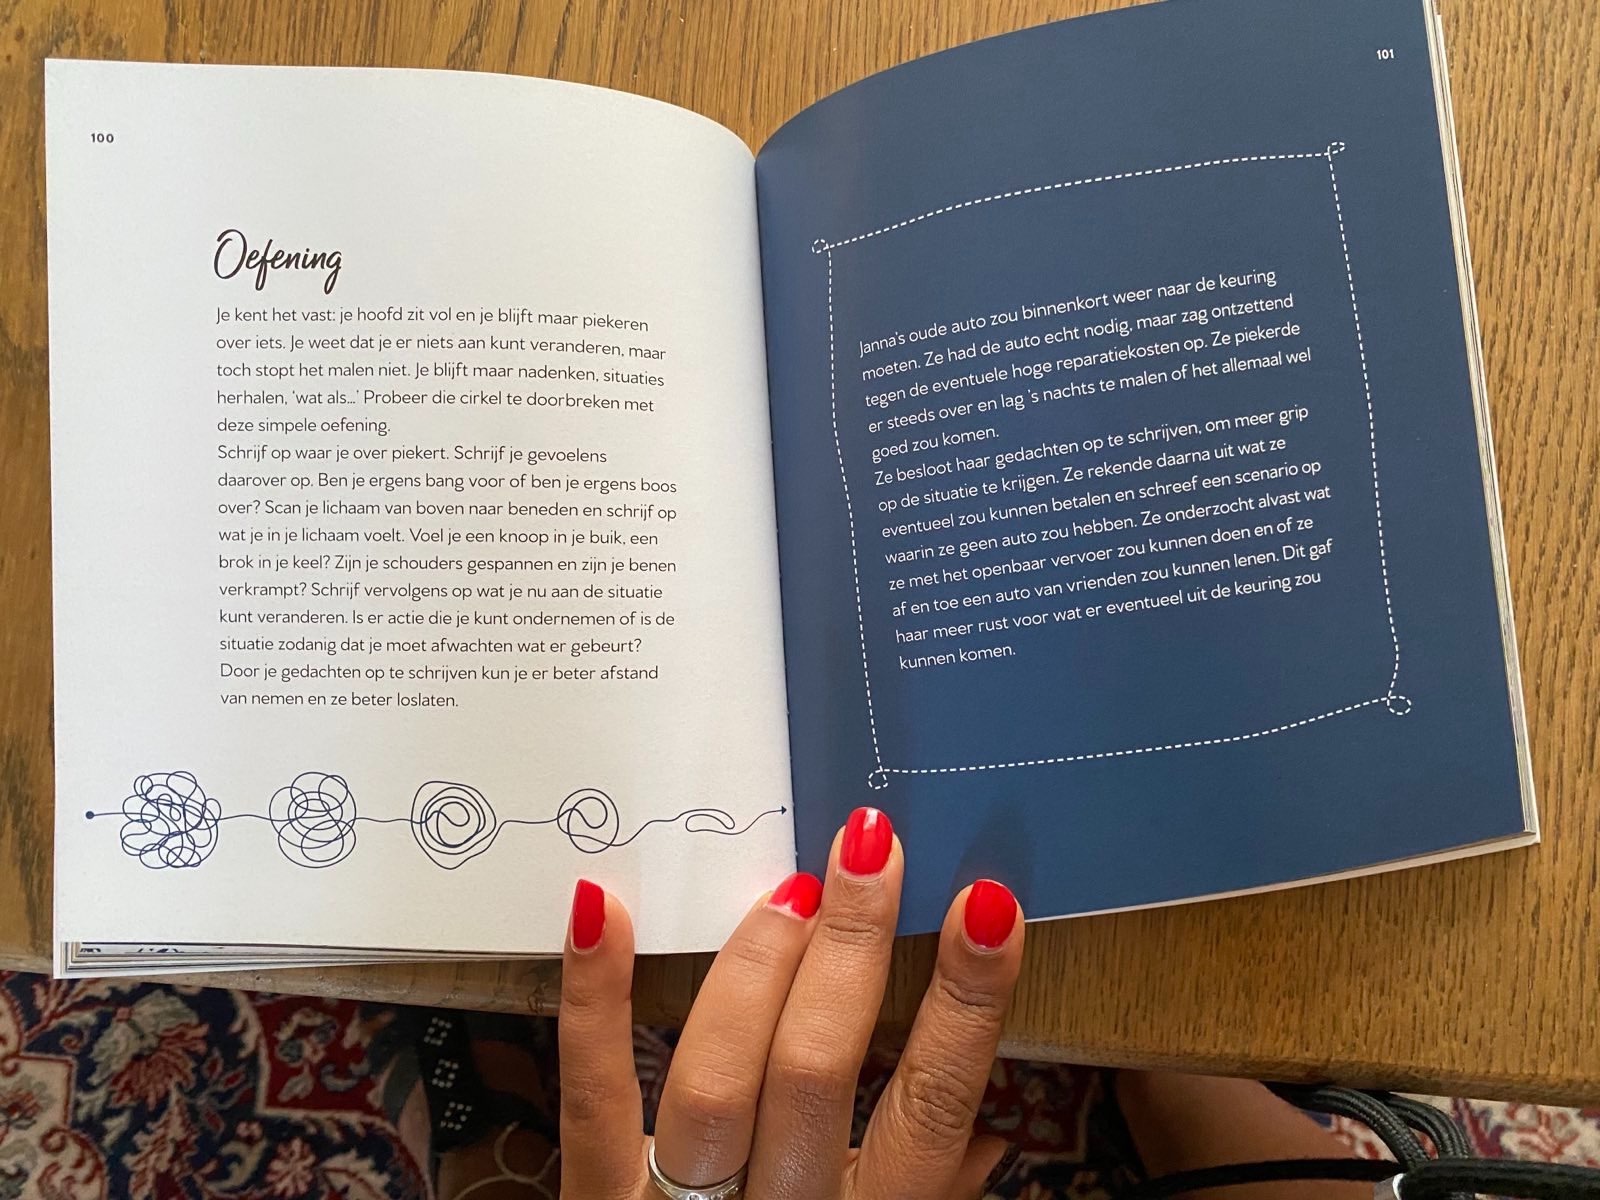 100
Oefening
Je kent het vast: je hoofd zit vol en je blijft maar piekeren
over iets. Je weet dat je er niets aan kunt veranderen, maar
toch stopt het malen niet. Je blijft maar nadenken, situaties
herhalen, 'wat als...' Probeer die cirkel te doorbreken met
deze simpele oefening.
Schrijf op waar je over piekert. Schrijf je gevoelens
daarover op. Ben je ergens bang voor of ben je ergens boos
over? Scan je lichaam van boven naar beneden en schrijf op
wat je in je lichaam voelt. Voel je een knoop in je buik, een
brok in je keel? Zijn je schouders gespannen en zijn je benen
verkrampt? Schrijf vervolgens op wat je nu aan de situatie
kunt veranderen. Is er actie die je kunt ondernemen of is de
situatie zodanig dat je moet afwachten wat er gebeurt?
Door je gedachten op te schrijven kun je er beter afstand
van nemen en ze beter loslaten.
101
Janna's oude auto zou binnenkort weer naar de keuring
moeten. Ze had de auto echt nodig, maar zag ontzettend
tegen de eventuele hoge reparatiekosten op. Ze piekerde
er steeds over en lag 's nachts te malen of het allemaal wel
goed zou komen.
Ze besloot haar gedachten op te schrijven, om meer grip
op de situatie te krijgen. Ze rekende daarna uit wat ze
eventueel zou kunnen betalen en schreef een scenario op
waarin ze geen auto zou hebben. Ze onderzocht alvast wat
ze met het openbaar vervoer zou kunnen doen en of ze
af en toe een auto van vrienden zou kunnen lenen. Dit gaf
haar meer rust voor wat er eventueel uit de keuring zou
kunnen komen.